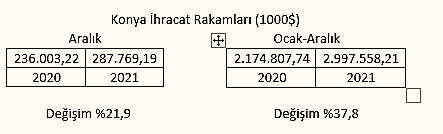 Konya İhracat Rakamları (1000$)
Aralık Ocak-Aralık
236.003,22 287.769,19 2.174.807,74 2.997.558,21
2020 2021 2020 2021
Değişim %21,9 Değişim %37,8